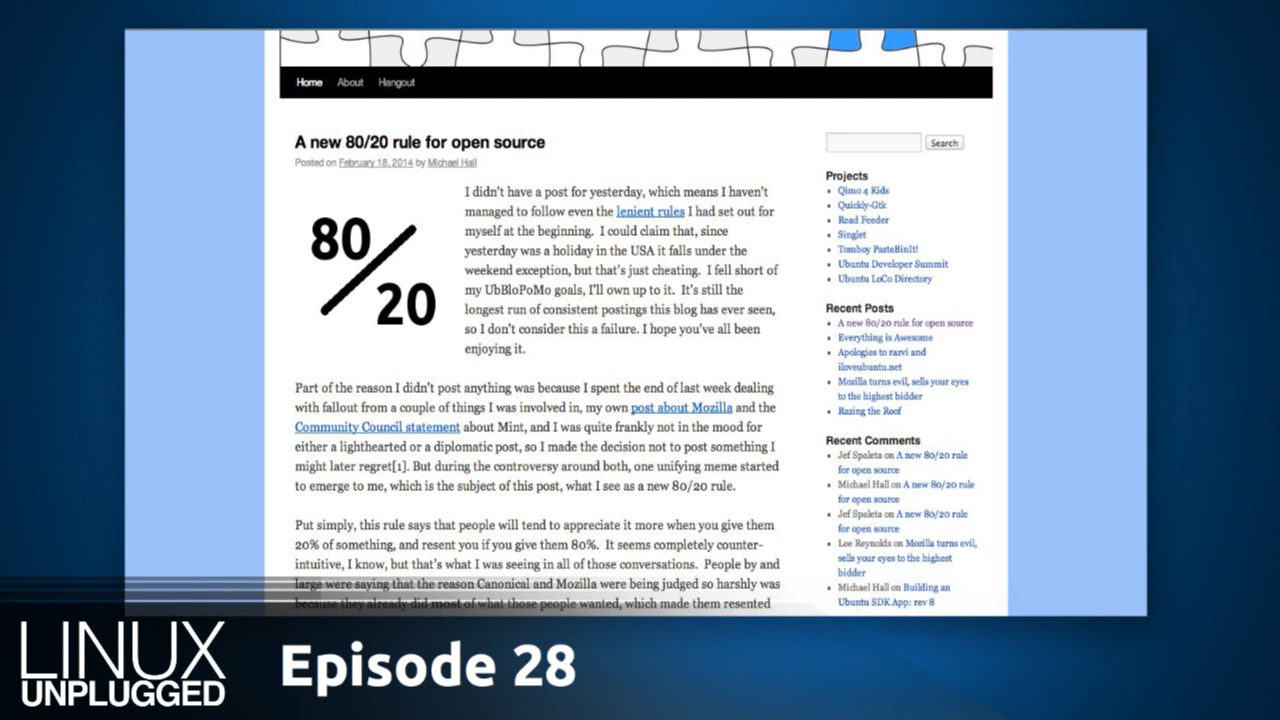 Home About Hangout
A new 80/20 rule for open source
Posted on February 18, 2014 by Michael Hall
80
20
I didn't have a post for yesterday, which means I haven't
managed to follow even the lenient rules I had set out for
myself at the beginning.  I could claim that, since
yesterday was a holiday in the USA it falls under the
weekend exception, but that's just cheating.  I fell short of
my UbBloPoMo goals, I'll own up to it.  It's still the
longest run of consistent postings this blog has ever seen,
so I don't consider this a failure. I hope you've all been
enjoying it.
Part of the reason I didn't post anything was because I spent the end of last week dealing
with fallout from a couple of things I was involved in, my own post about Mozilla and the
Community Council statement about Mint, and I was quite frankly not in the mood for
either a lighthearted or a diplomatic post, so I made the decision not to post something I
might later regret[1]. But during the controversy around both, one unifying meme started
to emerge to me, which is the subject of this post, what I see as a new 80/20 rule.
Put simply, this rule says that people will tend to appreciate it more when you give them
20% of something, and resent you if you give them 80%.  It seems completely counter-
intuitive, I know, but that's what I was seeing in all of those conversations.  People by and
large were saying that the reason Canonical and Mozilla were being judged so harshly was
because they already did most of what those people wanted, which made them resented
Search
Projects
Qimo 4 Kids
Quickly-Gtk
Read Feeder
Singlet
Tomboy PasteBinIt!
Ubuntu Developer Summit
Ubuntu LoCo Directory
Recent Posts
A new 80/20 rule for open source
Everything is Awesome
Apologies to razvi and
iloveubuntu.net
Mozilla turns evil, sells your eyes
to the highest bidder
Razing the Roof
Recent Comments
Jef Spaleta on A new 80/20 rule
for open source
Michael Hall on A new 80/20 rule
for open source
Jef Spaleta on A new 80/20 rule
for open source
Lee Reynolds on Mozilla turns evil,
sells your eyes to the highest
bidder
Michael Hall on Building an
Ubuntu SDK App: rev 8
LINUX
UNPLUGGED
Episode 28